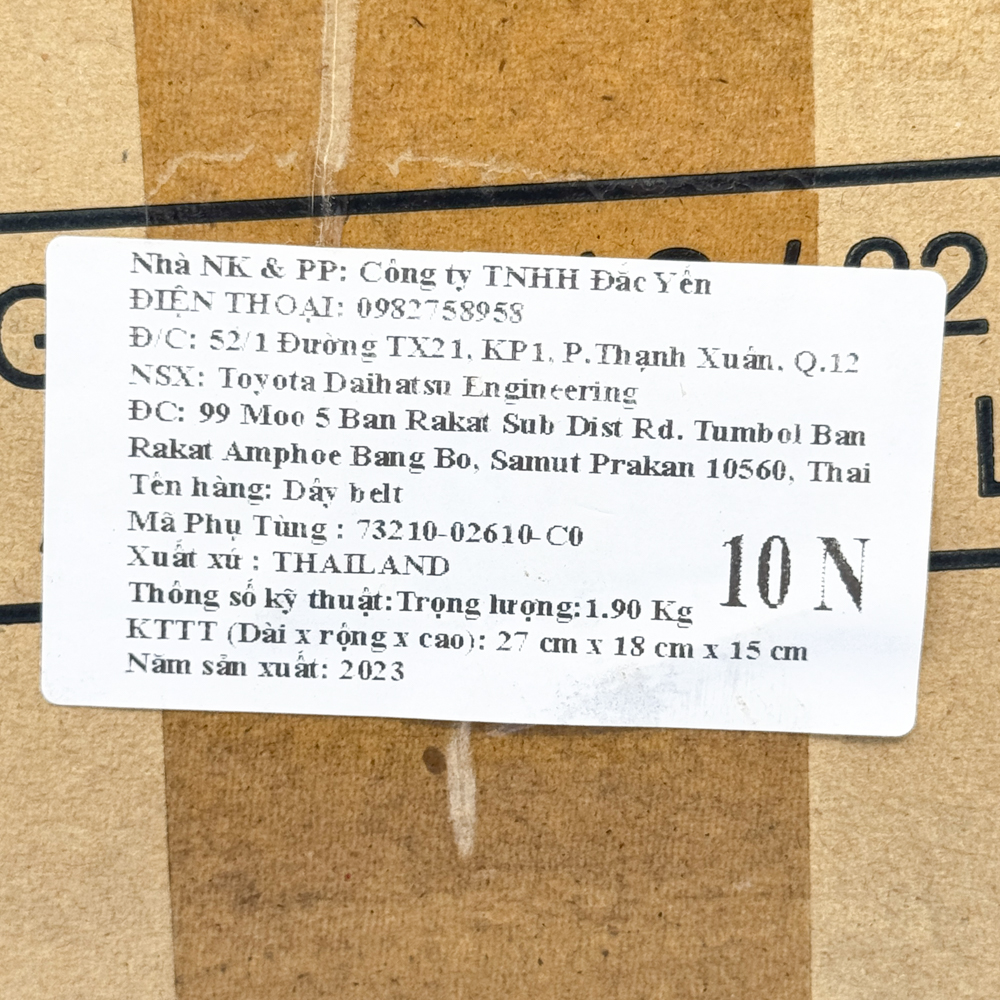 Nhà NK & PP: Công ty TNHH Đắc Yến
ĐIỆN THOẠI: 0982758958
Đ/C: 52/1 Đường TX21, KP1, P.Thạnh Xuân, Q.12
NSX: Toyota Daihatsu Engineering
ĐC: 99 Moo 5 Ban Rakat Sub Dist Rd. Tumbol Ban
Rakat Amphoe Bang Bo, Samut Prakan 10560, Thai
Tên hàng: Dây belt
Mã Phụ Tùng : 73210-02610-C0
Xuất xứ : THAILAND
10 N
Thông số kỹ thuật:Trọng lượng:1.90 Kg
KTTT (Dài x rộng x cao): 27 cm x 18 cm x 15 cm
Năm sản xuất: 2023